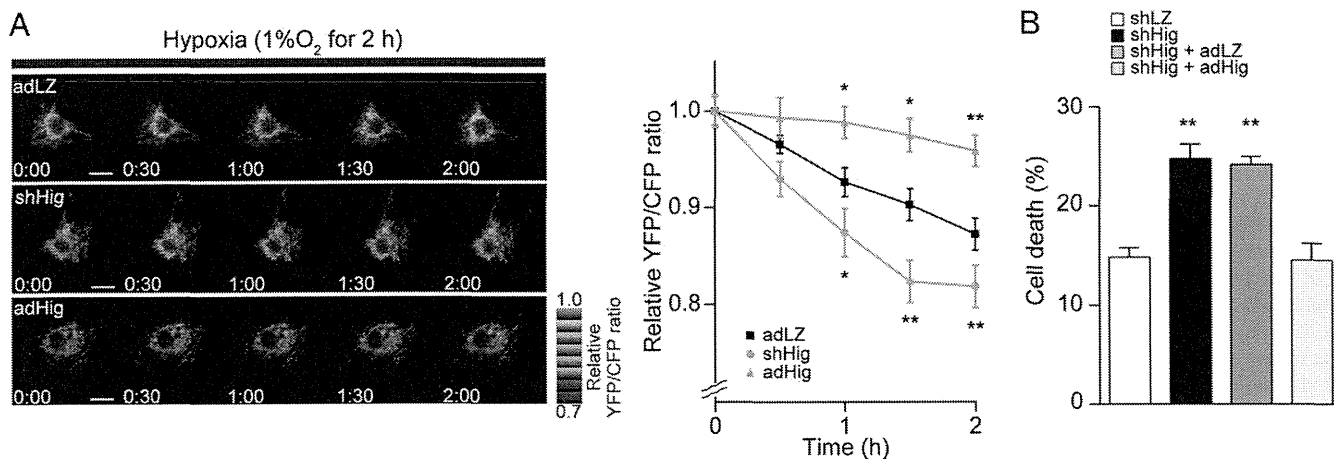 A
Hypoxia (1%O2 for 2 h)
adLZ
0:00 0:30 1:00 1:30 2:00
shHig
0:00 0:30 1:00 1:30 2:00
adHig
0:00 0:30 1:00 1:30 2:00
1.0
0.7
Relative
YFP/CFP ratio
Relative YFP/CFP ratio
1.0
0.9
0.8
* * **
* ** **
adLZ
shHig
adHig
0 1 2
Time (h)
B
shLZ
shHig
shHig + adLZ
shHig + adHig
Cell death (%)
30
20
10
0
** **